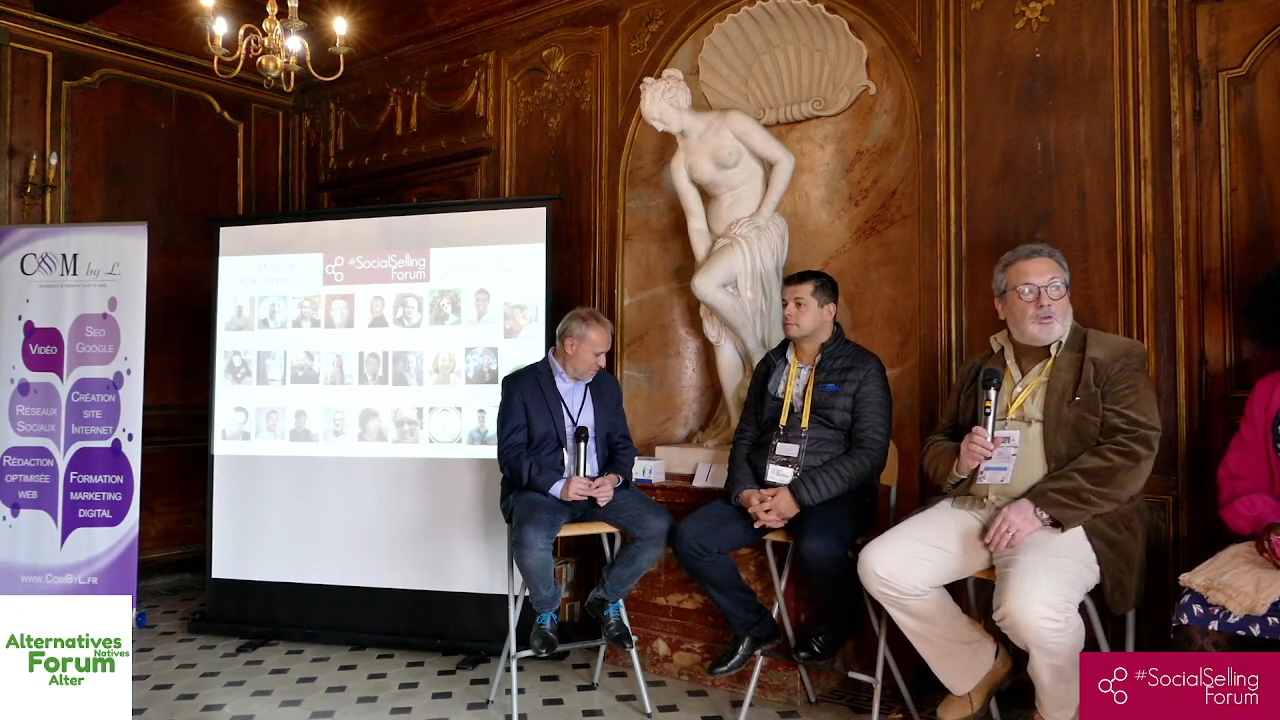 COM by L.
VIDÉO
SEO
GOOGLE
RÉSEAUX
SOCIAUX
CRÉATION
SITE
INTERNET
RÉDACTION
OPTIMISÉE
WEB
FORMATION
MARKETING
DIGITAL
WWW.COMBYL.FR
#SocialSelling
Forum
Alternatives
Natives
Forum
Alter
#SocialSelling
Forum